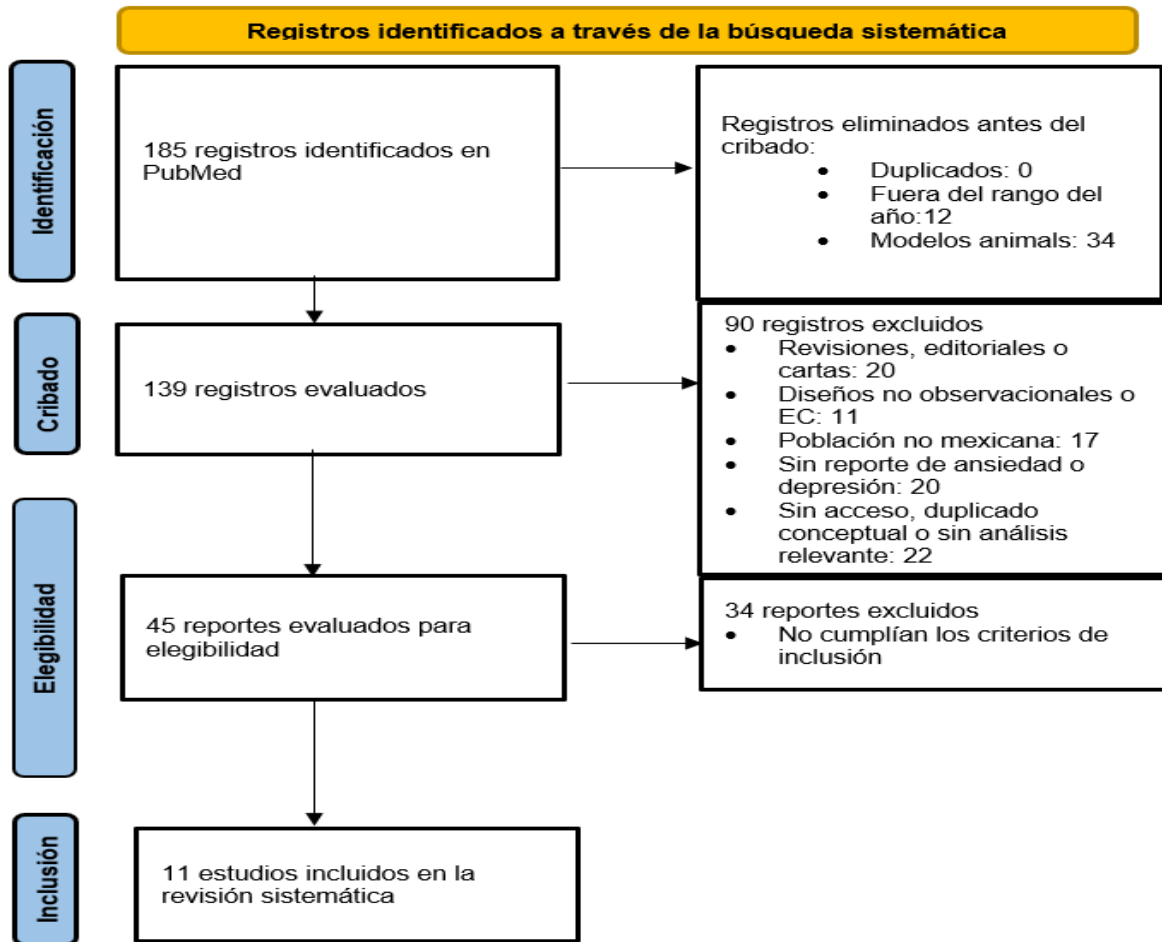 Registros identificados a través de la búsqueda sistemática
Identificación
185 registros identificados en
PubMed
Registros eliminados antes del
cribado:
• Duplicados: 0
• Fuera del rango del
año:12
• Modelos animals: 34
Cribado
139 registros evaluados
90 registros excluidos
• Revisiones, editoriales o
cartas: 20
• Diseños no observacionales o
EC: 11
• Población no mexicana: 17
• Sin reporte de ansiedad o
depresión: 20
• Sin acceso, duplicado
conceptual o sin análisis
relevante: 22
Elegibilidad
45 reportes evaluados para
elegibilidad
34 reportes excluidos
• No cumplían los criterios de
inclusión
Inclusión
11 estudios incluidos en la
revisión sistemática